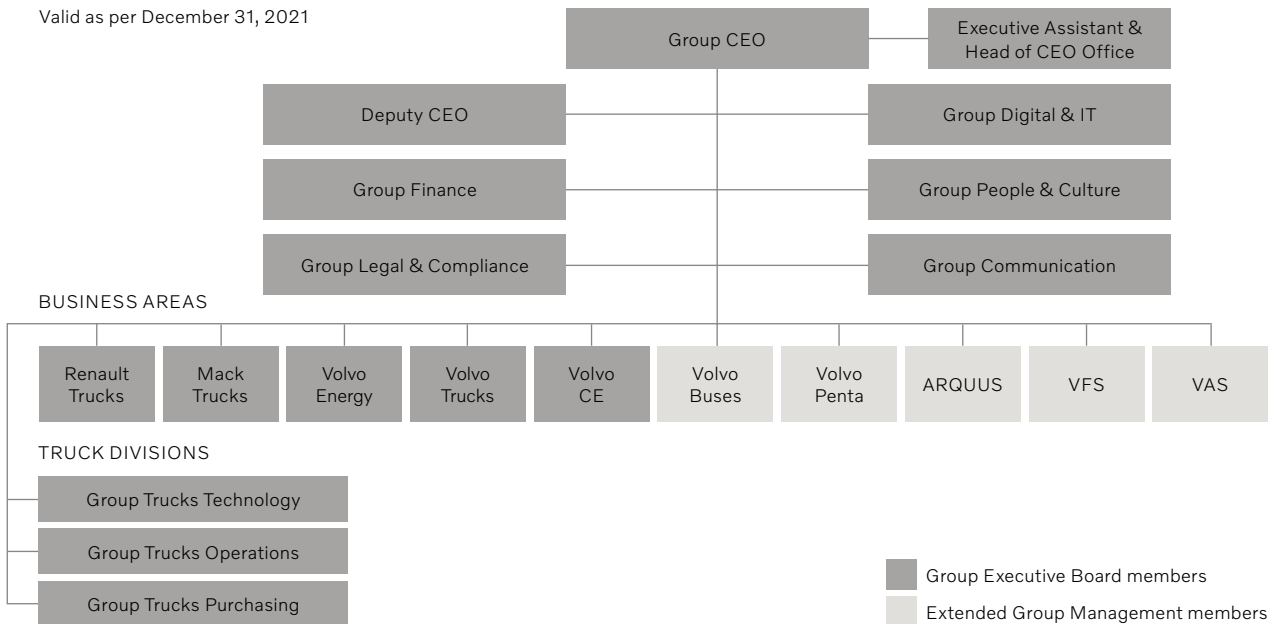 Valid as per December 31, 2021
Group CEO
Executive Assistant &
Head of CEO Office
Deputy CEO
Group Digital & IT
Group Finance
Group People & Culture
Group Legal & Compliance
Group Communication
BUSINESS AREAS
Renault
Trucks
Mack
Trucks
Volvo
Energy
Volvo
Trucks
Volvo
CE
Volvo
Buses
Volvo
Penta
ARQUUS
VFS
VAS
TRUCK DIVISIONS
Group Trucks Technology
Group Trucks Operations
Group Trucks Purchasing
Group Executive Board members
Extended Group Management members